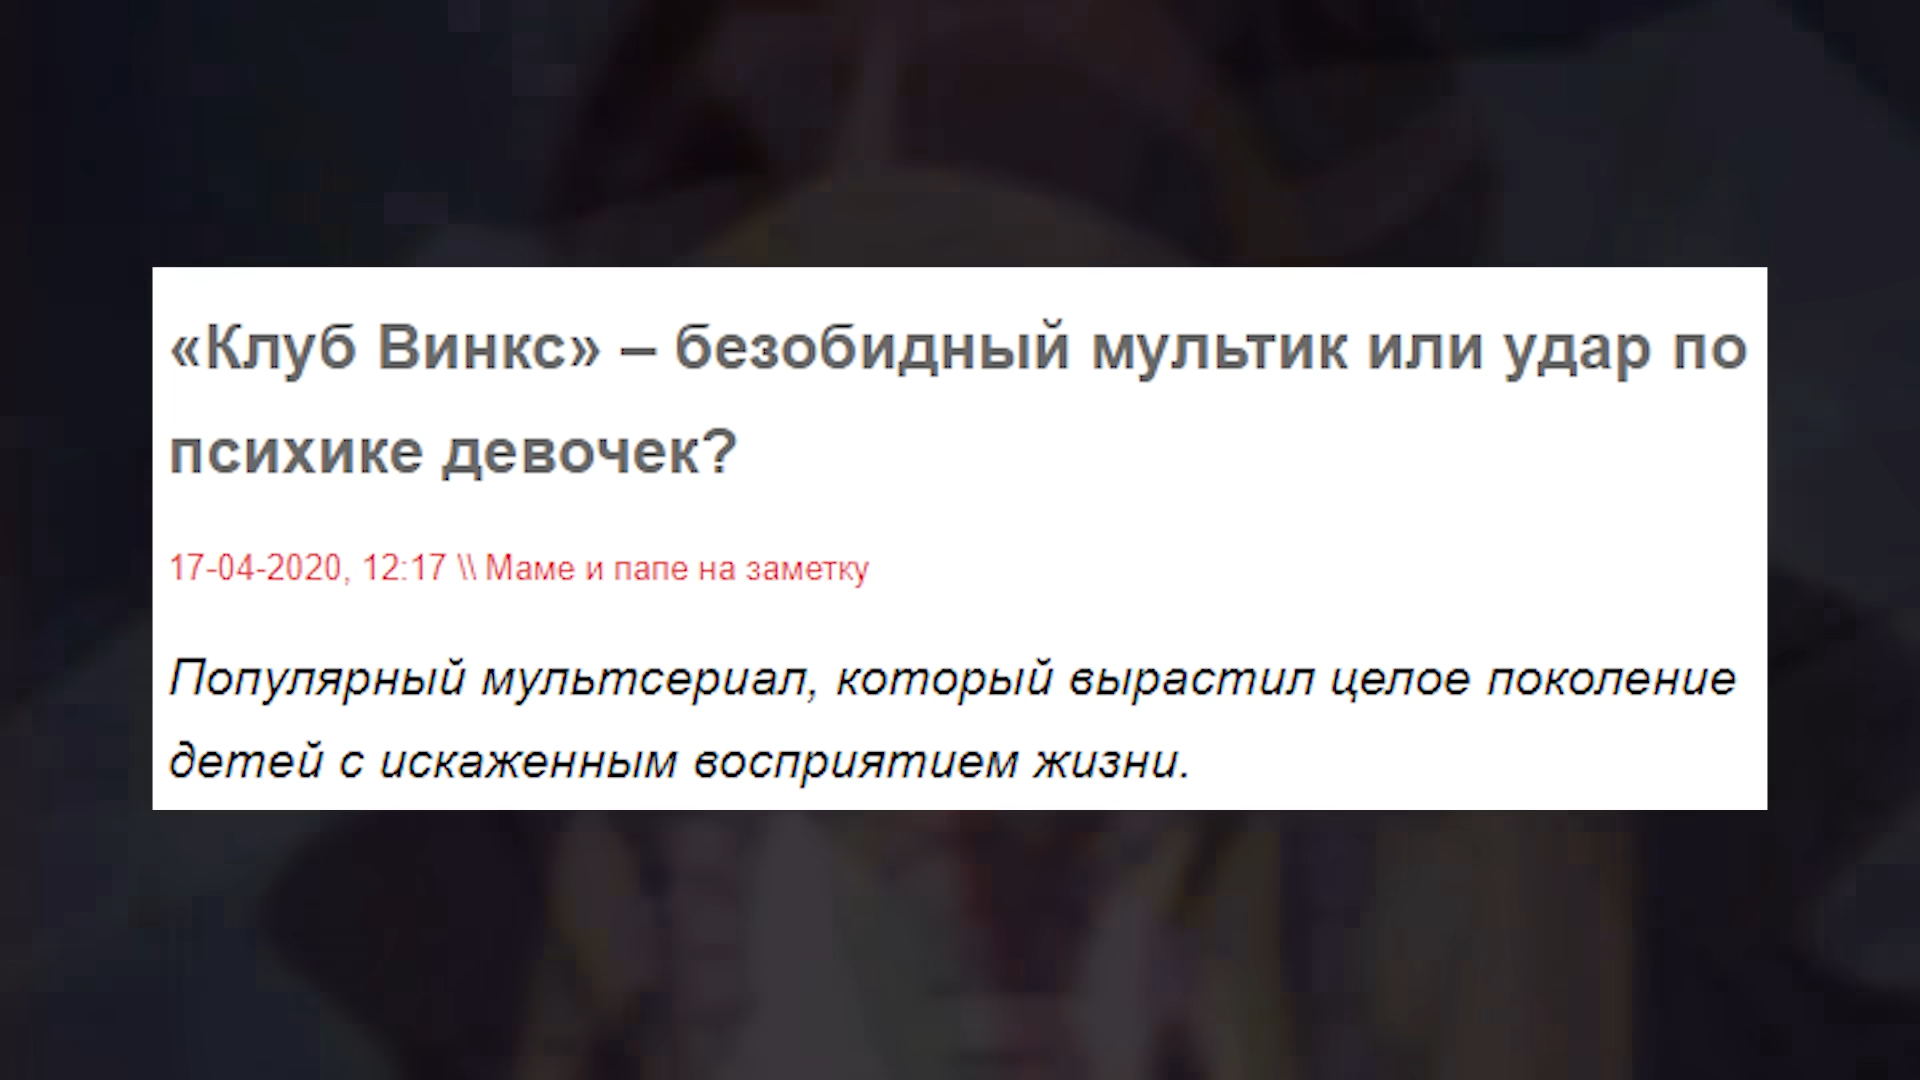 «Клуб Винкс» – безобидный мультик или удар по
психике девочек?
17-04-2020, 12:17 \\ Маме и папе на заметку
Популярный мультсериал, который вырастил целое поколение
детей с искаженным восприятием жизни.